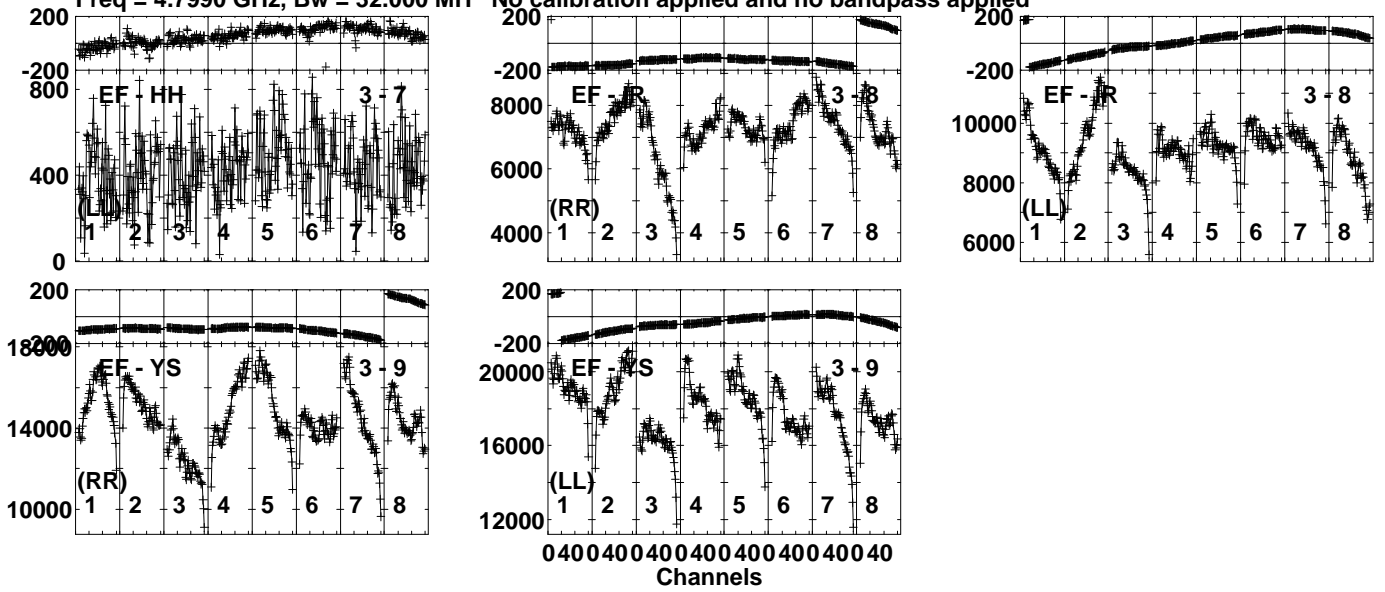 Freq = 4.7990 GHz, Bw = 32.000 MH No calibration applied and no bandpass applied
200
-200
800
400
0
EF - HH
3 - 7
(LL)
1 2 3 4 5 6 7 8
200
-200
8000
6000
4000
EF - IR
3 - 8
(RR)
1 2 3 4 5 6 7 8
200
-200
10000
8000
6000
EF - IR
3 - 8
(LL)
1 2 3 4 5 6 7 8
200
-200
18000
14000
10000
EF - YS
3 - 9
(RR)
1 2 3 4 5 6 7 8
200
-200
20000
16000
12000
EF - YS
3 - 9
(LL)
1 2 3 4 5 6 7 8
0 40 0 40 0 40 0 40 0 40 0 40 0 40 0 40
Channels